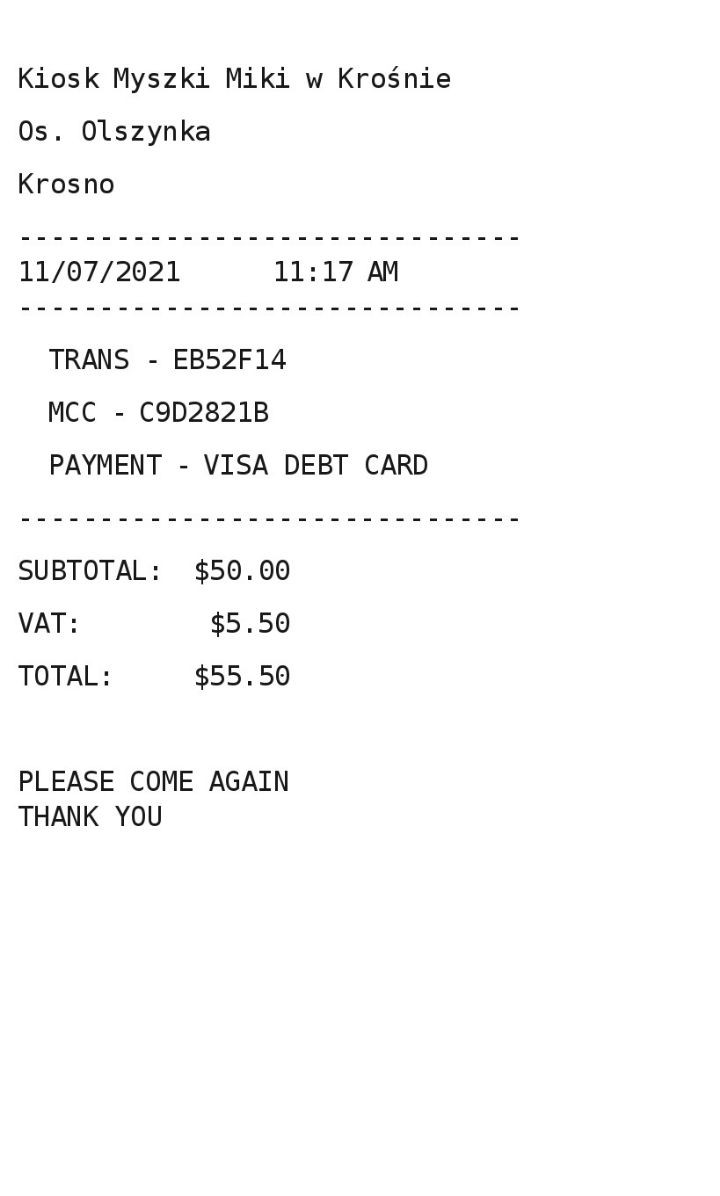 Kiosk Myszki Miki w Krośnie
Os. Olszynka
Krosno
-------------------------------
11/07/2021 11:17 AM
-------------------------------
TRANS - EB52F14
MCC - C9D2821B
PAYMENT - VISA DEBT CARD
-------------------------------
SUBTOTAL: $50.00
VAT: $5.50
TOTAL: $55.50
PLEASE COME AGAIN
THANK YOU